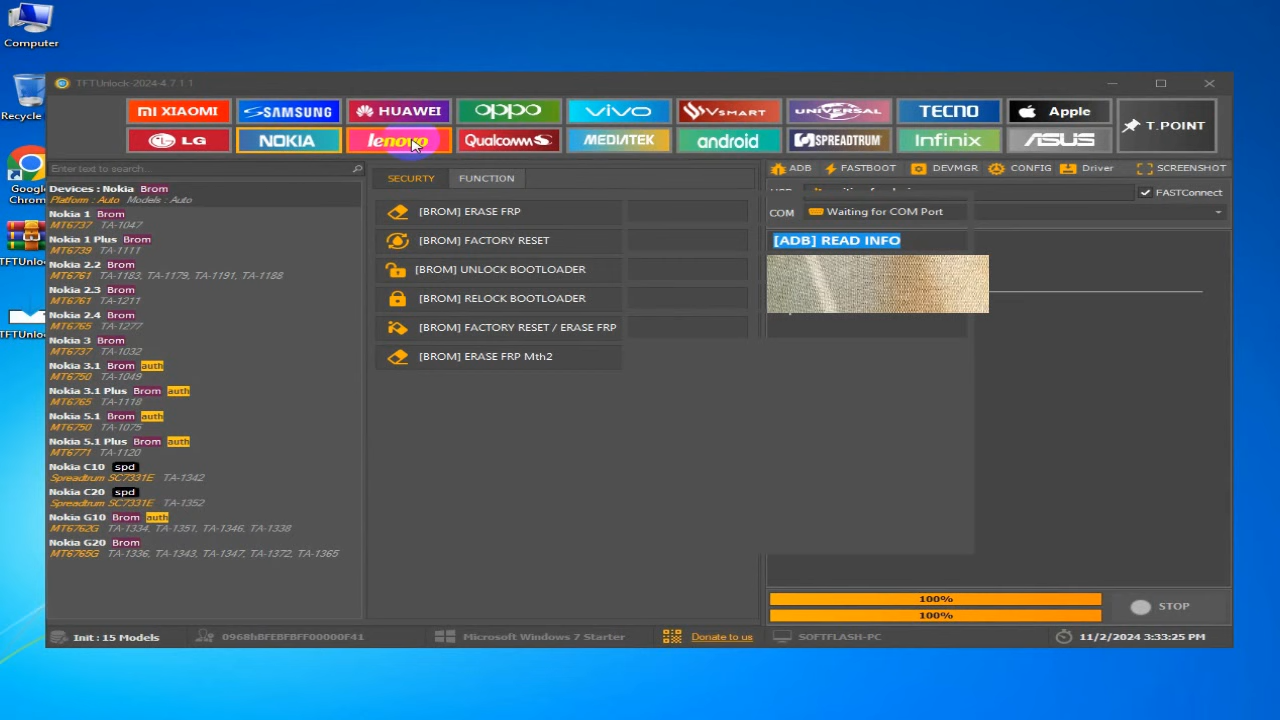 Computer
TFTUnlock-2024-4.7.1.1
MI XIAOMI
SAMSUNG
HUAWEI
oppo
vivo
VSMART
UNIVERSAL
TECNO
Apple
T.POINT
LG
NOKIA
lenovo
Qualcomm
MEDIATEK
android
SPREADTRUM
Infinix
ASUS
Recycle
Google
Chrom
TFTUnlo
TFTUnlo
Enter text to search...
Devices : Nokia Brom
Platform : Auto Models : Auto
Nokia 1 Brom
MT6737 TA-1047
Nokia 1 Plus Brom
MT6739 TA-1111
Nokia 2.2 Brom
MT6761 TA-1183, TA-1179, TA-1191, TA-1188
Nokia 2.3 Brom
MT6761 TA-1211
Nokia 2.4 Brom
MT6765 TA-1277
Nokia 3 Brom
MT6737 TA-1032
Nokia 3.1 Brom auth
MT6750 TA-1049
Nokia 3.1 Plus Brom auth
MT6765 TA-1118
Nokia 5.1 Brom auth
MT6750 TA-1075
Nokia 5.1 Plus Brom auth
MT6771 TA-1120
Nokia C10 spd
Spreadtrum SC7331E TA-1342
Nokia C20 spd
Spreadtrum SC7331E TA-1352
Nokia G10 Brom auth
MT6762G TA-1334, TA-1351, TA-1346, TA-1338
Nokia G20 Brom
MT6765G TA-1336, TA-1343, TA-1347, TA-1372, TA-1365
SECURTY FUNCTION
[BROM] ERASE FRP
[BROM] FACTORY RESET
[BROM] UNLOCK BOOTLOADER
[BROM] RELOCK BOOTLOADER
[BROM] FACTORY RESET / ERASE FRP
[BROM] ERASE FRP Mth2
ADB FASTBOOT DEVMGR CONFIG Driver SCREENSHOT
FASTConnect
COM Waiting for COM Port
[ADB] READ INFO
100%
100%
STOP
Init : 15 Models 0968hBFEBFBFF00000F41 Microsoft Windows 7 Starter Donate to us SOFTFLASH-PC 11/2/2024 3:33:25 PM